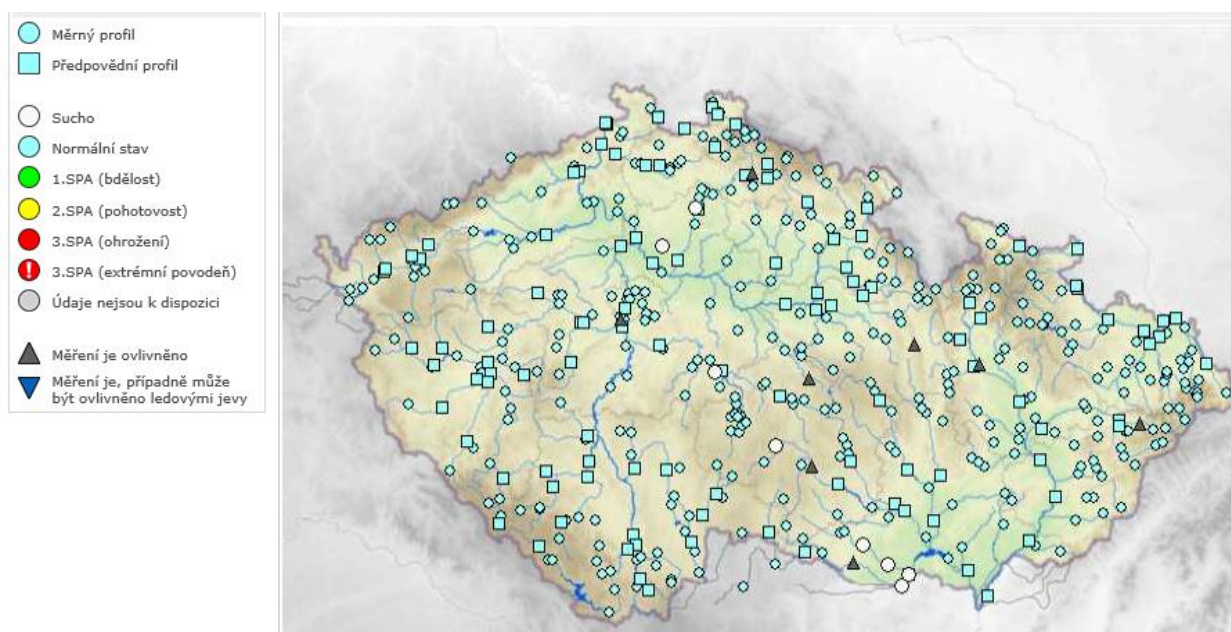 Měrný profil
Předpovědní profil
Sucho
Normální stav
1.SPA (bdělost)
2.SPA (pohotovost)
3.SPA (ohrožení)
3.SPA (extrémní povodeň)
Údaje nejsou k dispozici
Měření je ovlivněno
Měření je, případně může
být ovlivněno ledovými jevy